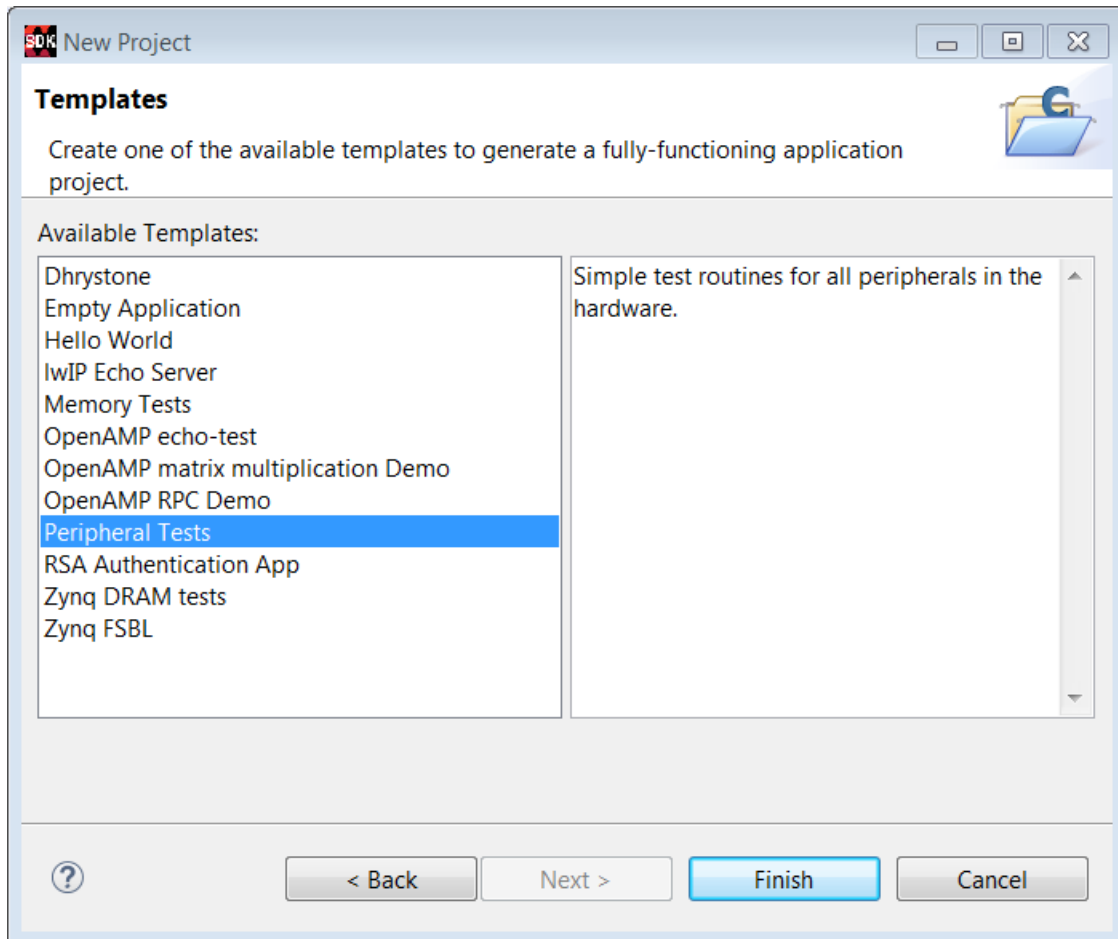 SDK New Project
Templates
Create one of the available templates to generate a fully-functioning application
project.
Available Templates:
Dhrystone
Empty Application
Hello World
lwIP Echo Server
Memory Tests
OpenAMP echo-test
OpenAMP matrix multiplication Demo
OpenAMP RPC Demo
Peripheral Tests
RSA Authentication App
Zynq DRAM tests
Zynq FSBL
Simple test routines for all peripherals in the
hardware.
? < Back Next > Finish Cancel